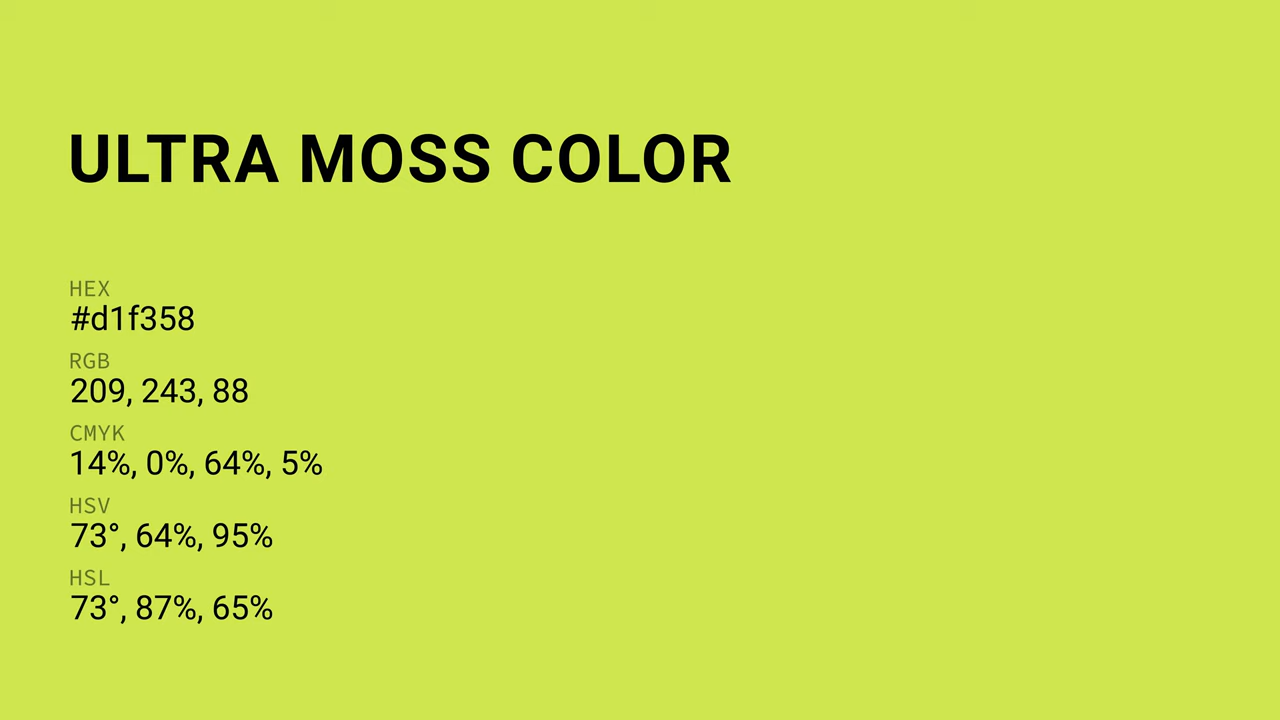 ULTRA MOSS COLOR
HEX
#d1f358
RGB
209, 243, 88
CMYK
14%, 0%, 64%, 5%
HSV
73°, 64%, 95%
HSL
73°, 87%, 65%